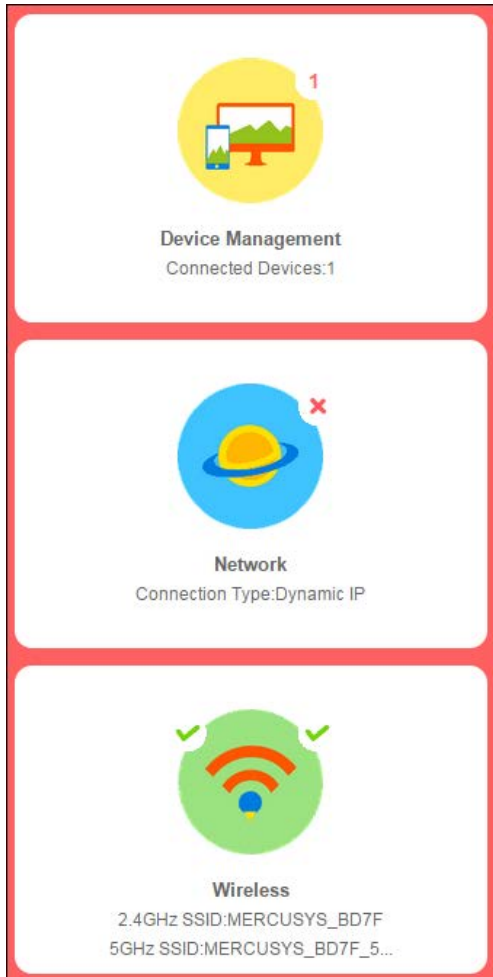 1
Device Management
Connected Devices:1
Network
Connection Type:Dynamic IP
Wireless
2.4GHz SSID:MERCUSYS_BD7F
5GHz SSID:MERCUSYS_BD7F_5...